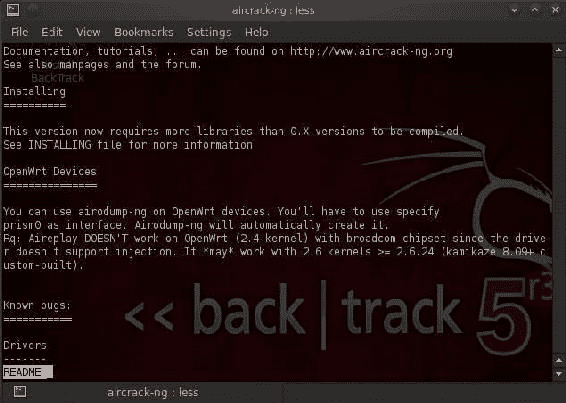 aircrack-ng : less
File Edit View Bookmarks Settings Help
Documentation, tutorials, ... can be found on http://www.aircrack-ng.org
See also manpages and the forum.
BackTrack
Installing
==========
This version now requires more libraries than 0.X versions to be compiled.
See INSTALLING file for more information
OpenWrt Devices
===============
You can use airodump-ng on OpenWrt devices. You'll have to use specify
prism0 as interface. Airodump-ng will automatically create it.
Rq: Aireplay DOESN'T work on OpenWrt (2.4 kernel) with broadcom chipset since the drive
r doesn't support injection. It *may* work with 2.6 kernels >= 2.6.24 (kamikaze 8.09+ c
ustom-built).
Known bugs:
===========
Drivers
-------
README
<< back | track 5 r3
aircrack-ng : less